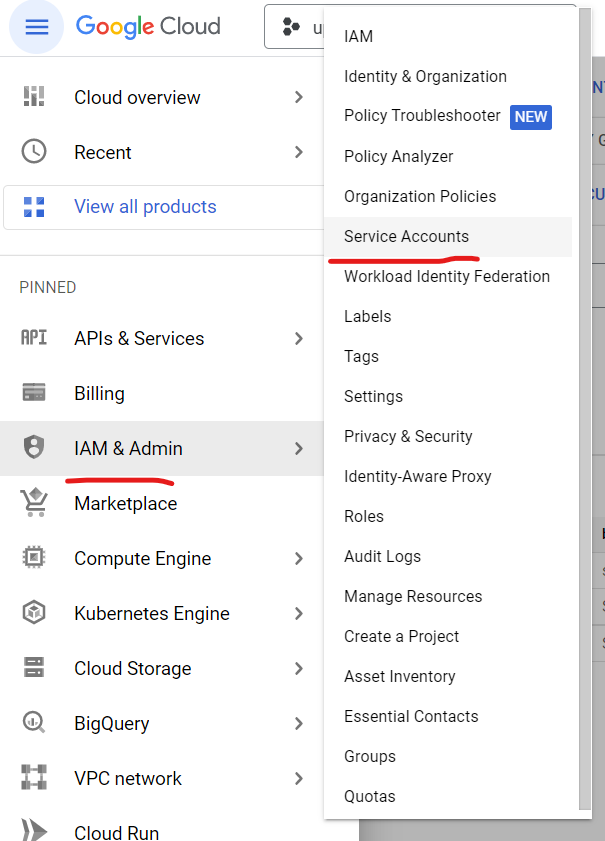 Google Cloud
Cloud overview
Recent
View all products
PINNED
API APIs & Services
Billing
IAM & Admin
Marketplace
Compute Engine
Kubernetes Engine
Cloud Storage
BigQuery
VPC network
Cloud Run
IAM
Identity & Organization
Policy Troubleshooter NEW
Policy Analyzer
Organization Policies
Service Accounts
Workload Identity Federation
Labels
Tags
Settings
Privacy & Security
Identity-Aware Proxy
Roles
Audit Logs
Manage Resources
Create a Project
Asset Inventory
Essential Contacts
Groups
Quotas